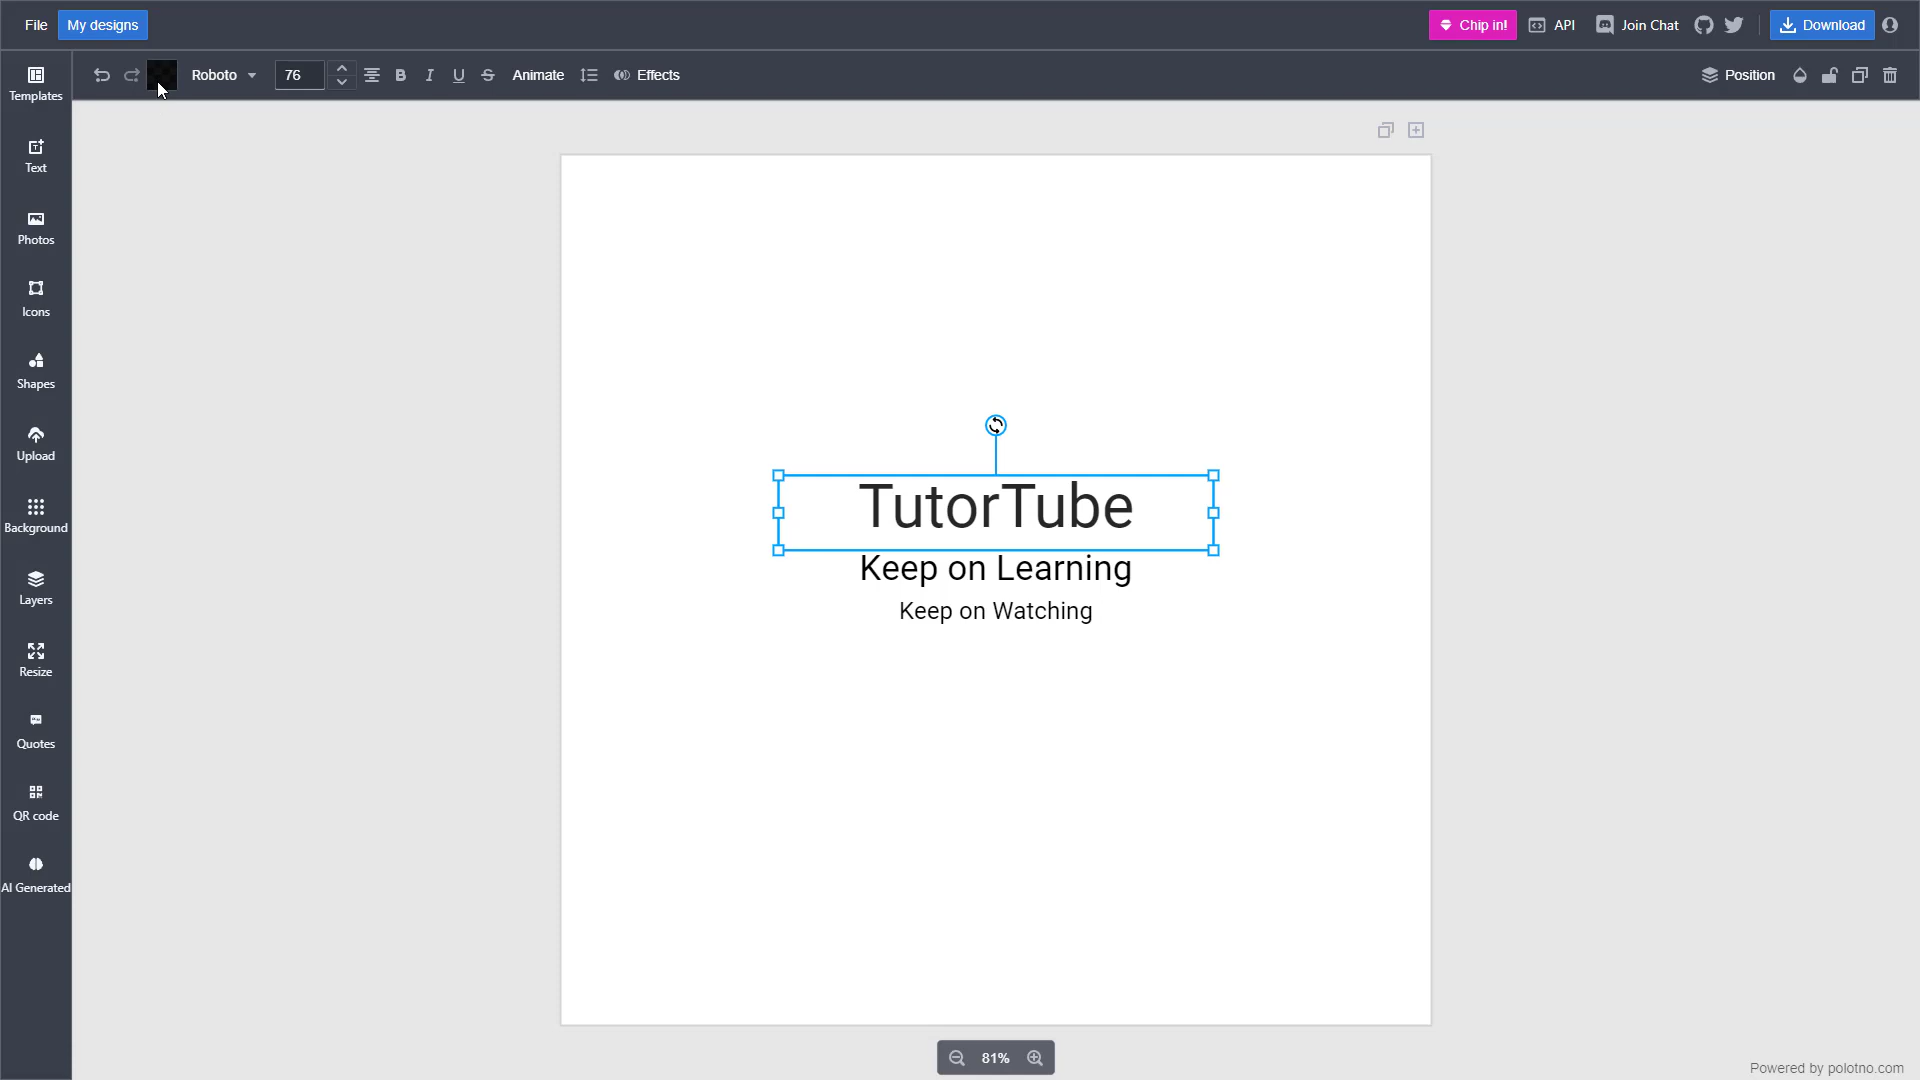 File
My designs
Chip in!
API
Join Chat
Download
Roboto
76
Animate
Effects
Position
Templates
Text
Photos
Icons
Shapes
Upload
Background
Layers
Resize
Quotes
QR code
AI Generated
TutorTube
Keep on Learning
Keep on Watching
81%
Powered by polotno.com